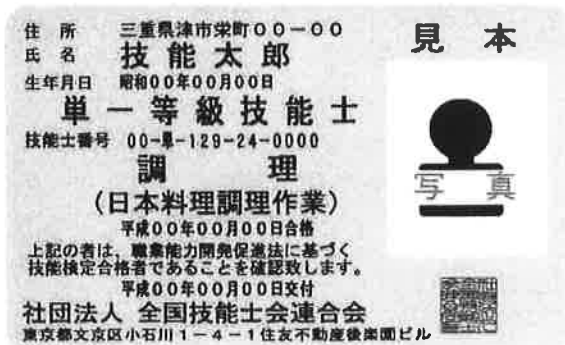 見本
住所 三重県津市栄町00-00
氏名 技能太郎
生年月日 昭和00年00月00日
単一等級技能士
技能士番号 00-単-129-24-0000
調理
(日本料理調理作業)
平成00年00月00日合格
上記の者は、職業能力開発促進法に基づく
技能検定合格者であることを確認致します。
平成00年00月00日交付
社団法人 全国技能士会連合会
東京都文京区小石川1-4-1住友不動産後楽園ビル
写真